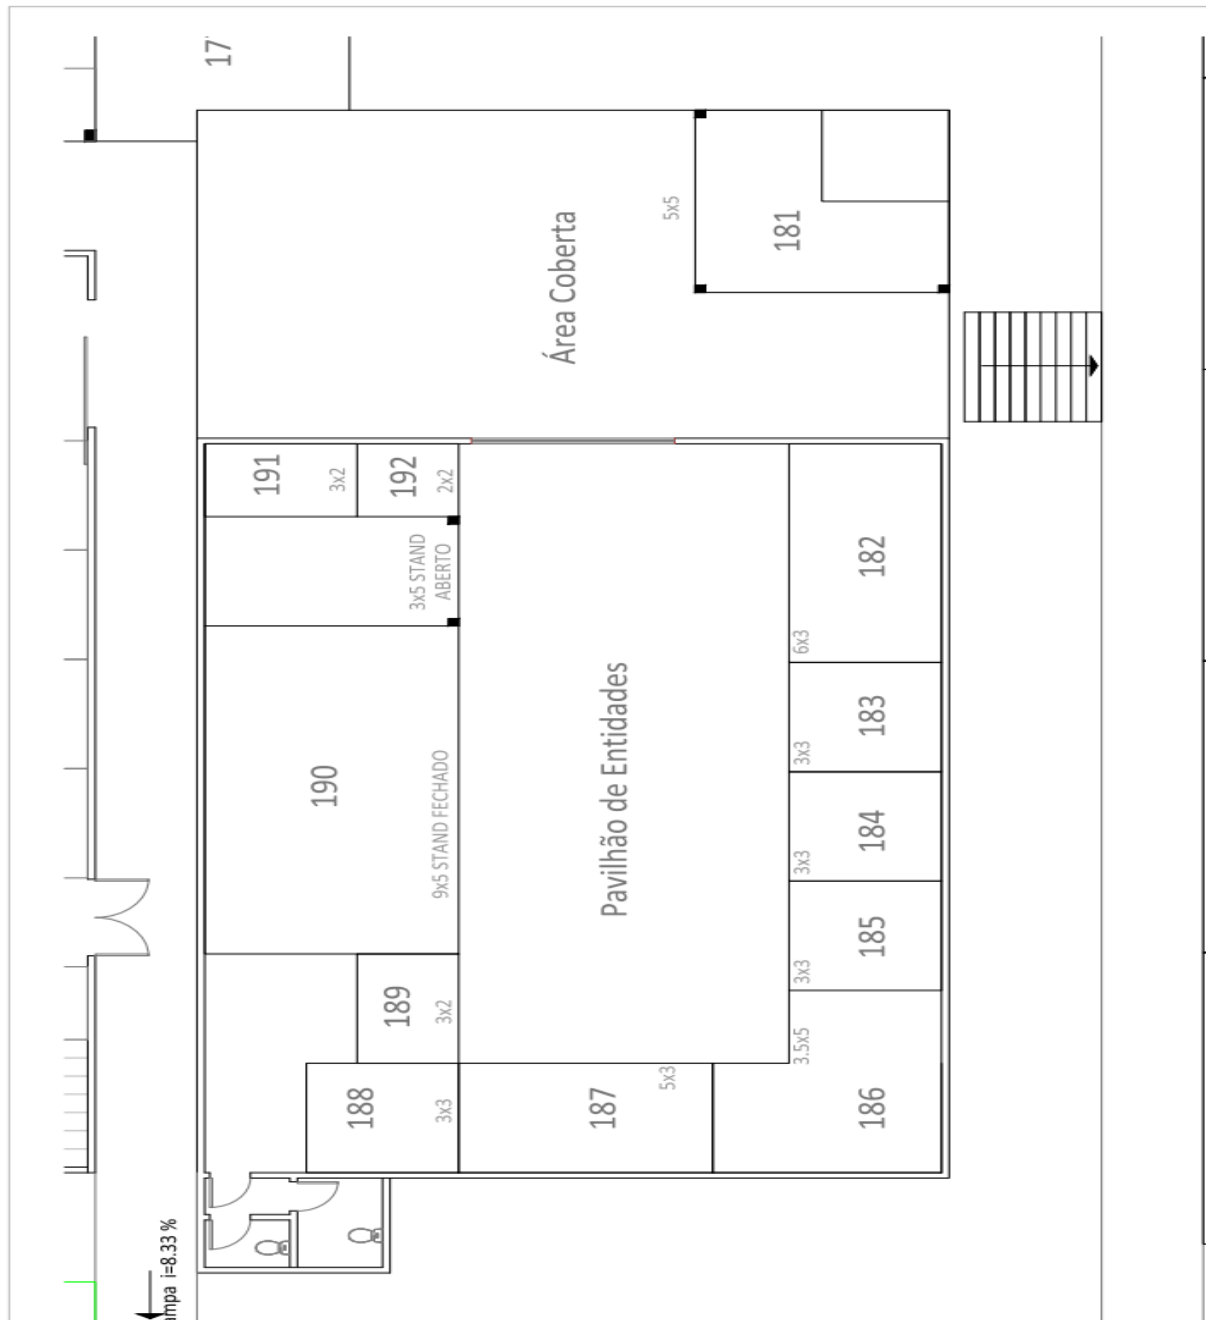 17
181
5x5
Área Coberta
191
3x2
192
2x2
3x5 STAND
ABERTO
182
6x3
190
9x5 STAND FECHADO
Pavilhão de Entidades
183
3x3
184
3x3
185
3x3
189
3x2
3.5x5
188
3x3
187
5x3
186
ampa i=8.33 %